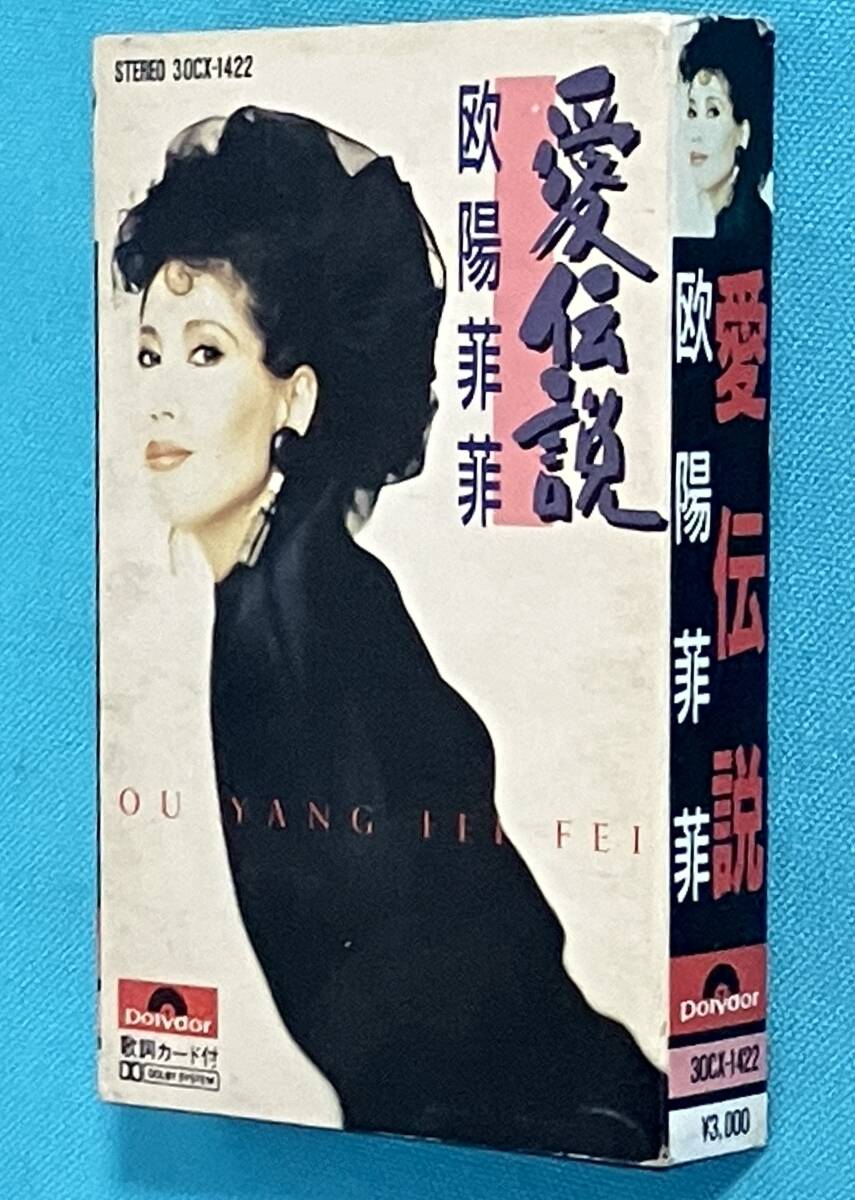 STEREO 30CX-1422
愛伝説
欧陽菲菲
OU YANG FEI FEI
Polydor
歌詞カード付
DOLBY SYSTEM
愛伝説
欧陽菲菲
Polydor
30CX-1422
¥3,000